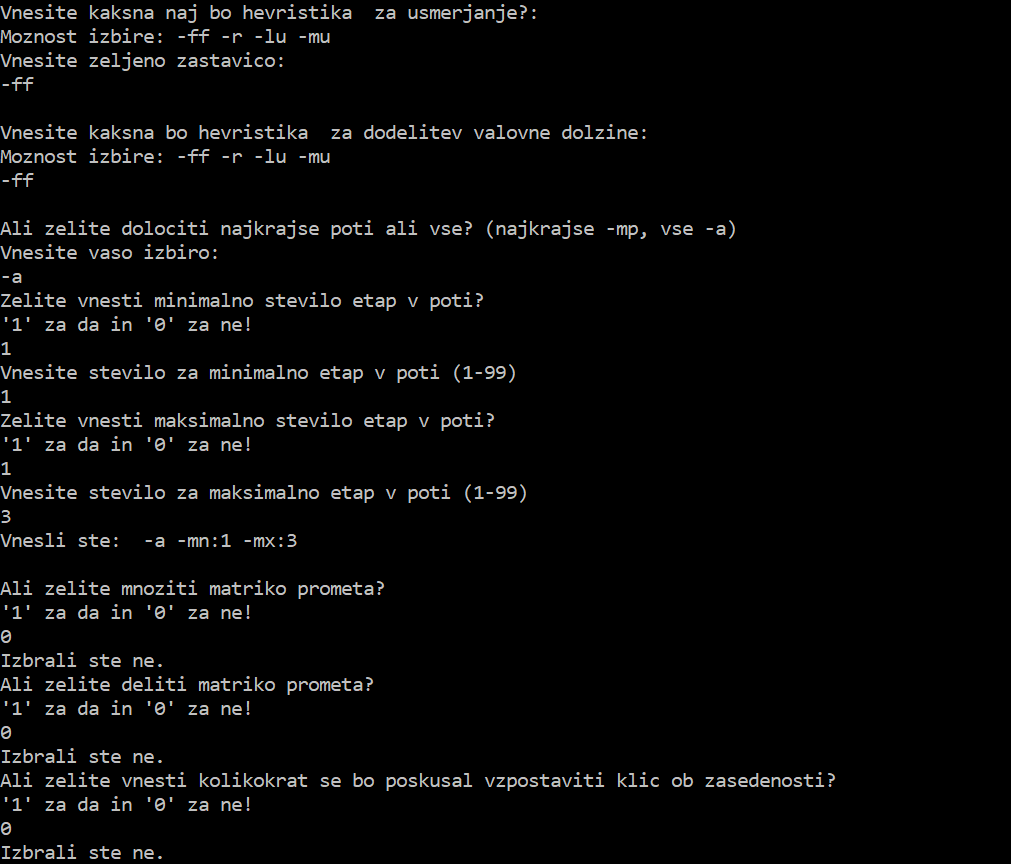 Vnesite kaksna naj bo hevristika  za usmerjanje?:
Moznost izbire: -ff -r -lu -mu
Vnesite zeljeno zastavico:
-ff
Vnesite kaksna bo hevristika  za dodelitev valovne dolzine:
Moznost izbire: -ff -r -lu -mu
-ff
Ali zelite dolociti najkrajse poti ali vse? (najkrajse -mp, vse -a)
Vnesite vaso izbiro:
-a
Zelite vnesti minimalno stevilo etap v poti?
'1' za da in '0' za ne!
1
Vnesite stevilo za minimalno etap v poti (1-99)
1
Zelite vnesti maksimalno stevilo etap v poti?
'1' za da in '0' za ne!
1
Vnesite stevilo za maksimalno etap v poti (1-99)
3
Vnesli ste:  -a -mn:1 -mx:3
Ali zelite mnoziti matriko prometa?
'1' za da in '0' za ne!
0
Izbrali ste ne.
Ali zelite deliti matriko prometa?
'1' za da in '0' za ne!
0
Izbrali ste ne.
Ali zelite vnesti kolikokrat se bo poskusal vzpostaviti klic ob zasedenosti?
'1' za da in '0' za ne!
0
Izbrali ste ne.